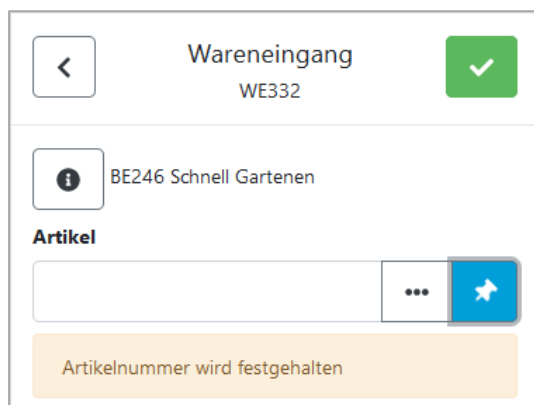 Wareneingang
WE332
BE246 Schnell Gartenen
Artikel
Artikelnummer wird festgehalten